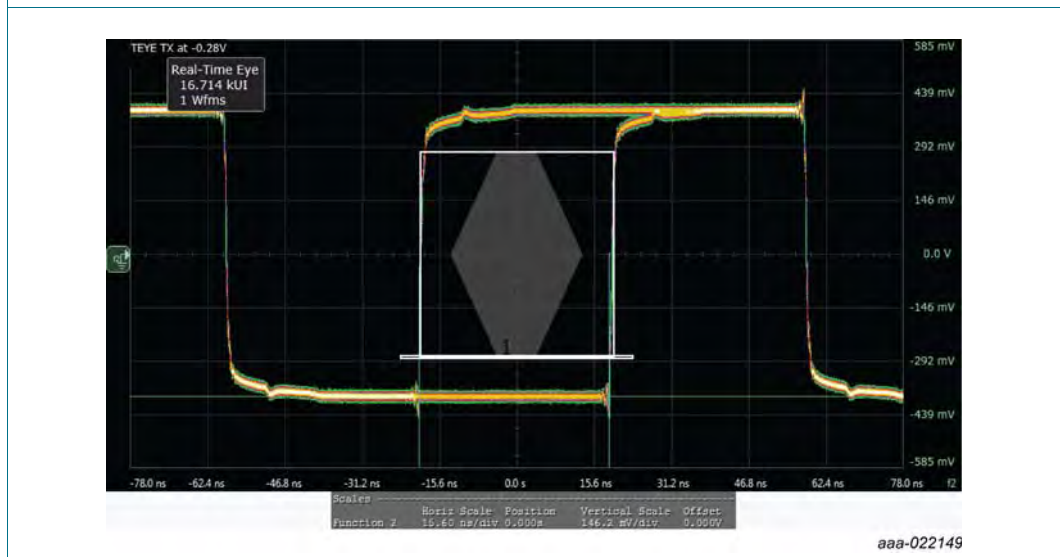 TEYE TX at -0.28V
Real-Time Eye
16.714 kUI
1 Wfms
585 mV
439 mV
292 mV
146 mV
0.0 V
-146 mV
-292 mV
-439 mV
-585 mV
1
-78.0 ns -62.4 ns -46.8 ns -31.2 ns -15.6 ns 0.0 s 15.6 ns 31.2 ns 46.8 ns 62.4 ns 78.0 ns f2
Scales
Horiz Scale Position Vertical Scale Offset
Function 2 15.60 ns/div 0.000s 146.2 mV/div 0.000V
aaa-022149